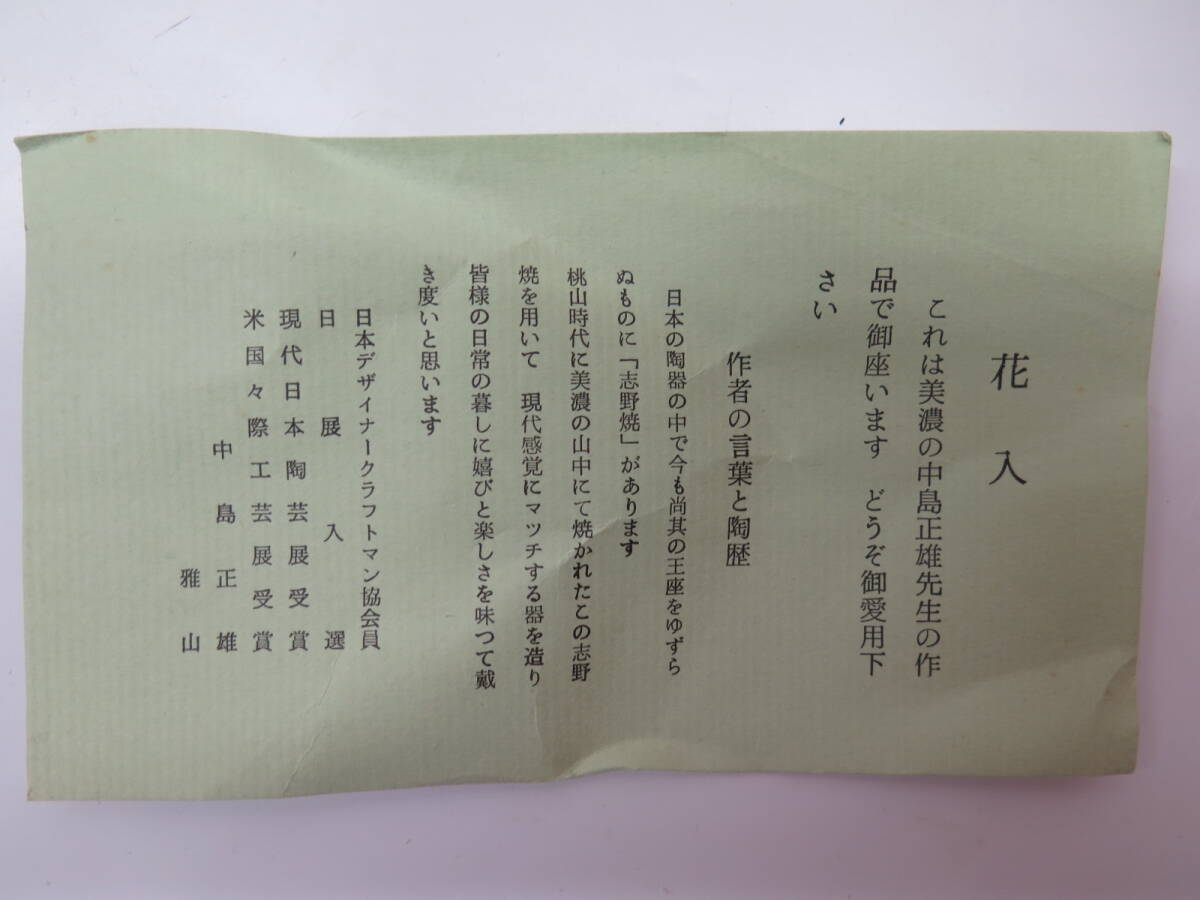 花入
これは美濃の中島正雄先生の作
品で御座います　どうぞ御愛用下
さい
作者の言葉と陶歴
日本の陶器の中で今も尚其の王座をゆずら
ぬものに「志野焼」があります
桃山時代に美濃の山中にて焼かれたこの志野
焼を用いて　現代感覚にマツチする器を造り
皆様の日常の暮しに嬉びと楽しさを味つて戴
き度いと思います
日本デザイナークラフトマン協会員
日展入選
現代日本陶芸展受賞
米国々際工芸展受賞
中島正雄
雅山